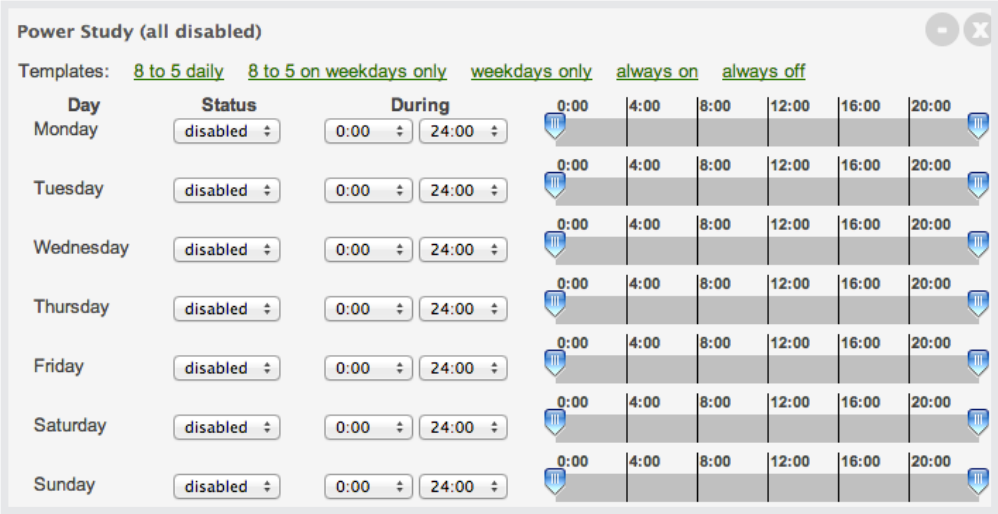 Power Study (all disabled)
- X
Templates: 8 to 5 daily 8 to 5 on weekdays only weekdays only always on always off
Day Status During 0:00 4:00 8:00 12:00 16:00 20:00
Monday disabled 0:00 24:00
0:00 4:00 8:00 12:00 16:00 20:00
Tuesday disabled 0:00 24:00
0:00 4:00 8:00 12:00 16:00 20:00
Wednesday disabled 0:00 24:00
0:00 4:00 8:00 12:00 16:00 20:00
Thursday disabled 0:00 24:00
0:00 4:00 8:00 12:00 16:00 20:00
Friday disabled 0:00 24:00
0:00 4:00 8:00 12:00 16:00 20:00
Saturday disabled 0:00 24:00
0:00 4:00 8:00 12:00 16:00 20:00
Sunday disabled 0:00 24:00